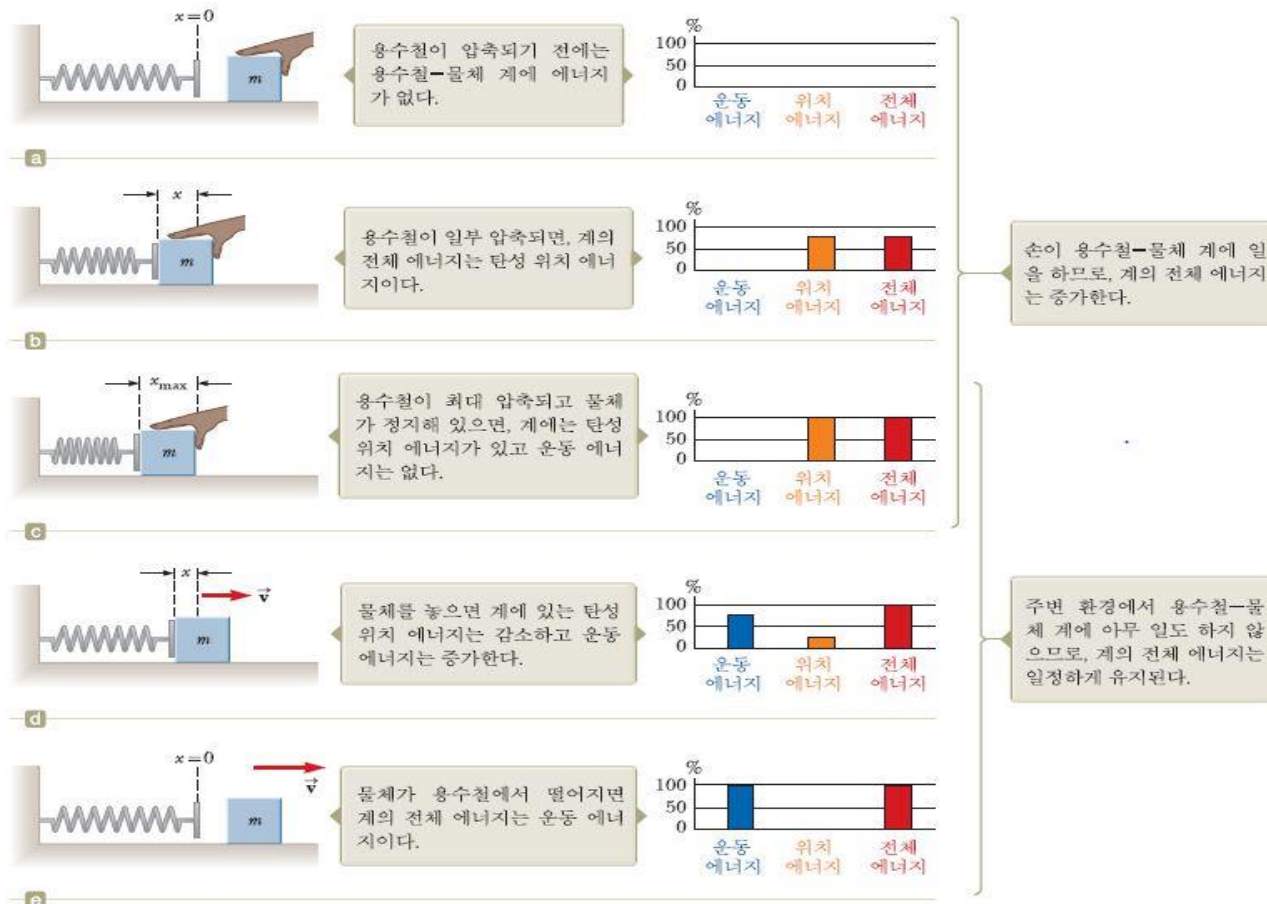 x=0
m
용수철이 압축되기 전에는
용수철-물체 계에 에너지
가 없다.
%
100
50
0
운동 위치 전체
에너지 에너지 에너지
a
x
m
용수철이 일부 압축되면, 계의
전체 에너지는 탄성 위치 에너
지이다.
%
100
50
0
운동 위치 전체
에너지 에너지 에너지
손이 용수철-물체 계에 일
을 하므로, 계의 전체 에너지
는 증가한다.
b
xmax
m
용수철이 최대 압축되고 물체
가 정지해 있으면, 계에는 탄성
위치 에너지가 있고 운동 에너
지는 없다.
%
100
50
0
운동 위치 전체
에너지 에너지 에너지
c
x
v
m
물체를 놓으면 계에 있는 탄성
위치 에너지는 감소하고 운동
에너지는 증가한다.
%
100
50
0
운동 위치 전체
에너지 에너지 에너지
주변 환경에서 용수철-물
체 계에 아무 일도 하지 않
으므로, 계의 전체 에너지는
일정하게 유지된다.
d
x=0
v
m
물체가 용수철에서 떨어지면
계의 전체 에너지는 운동 에너
지이다.
%
100
50
0
운동 위치 전체
에너지 에너지 에너지
e